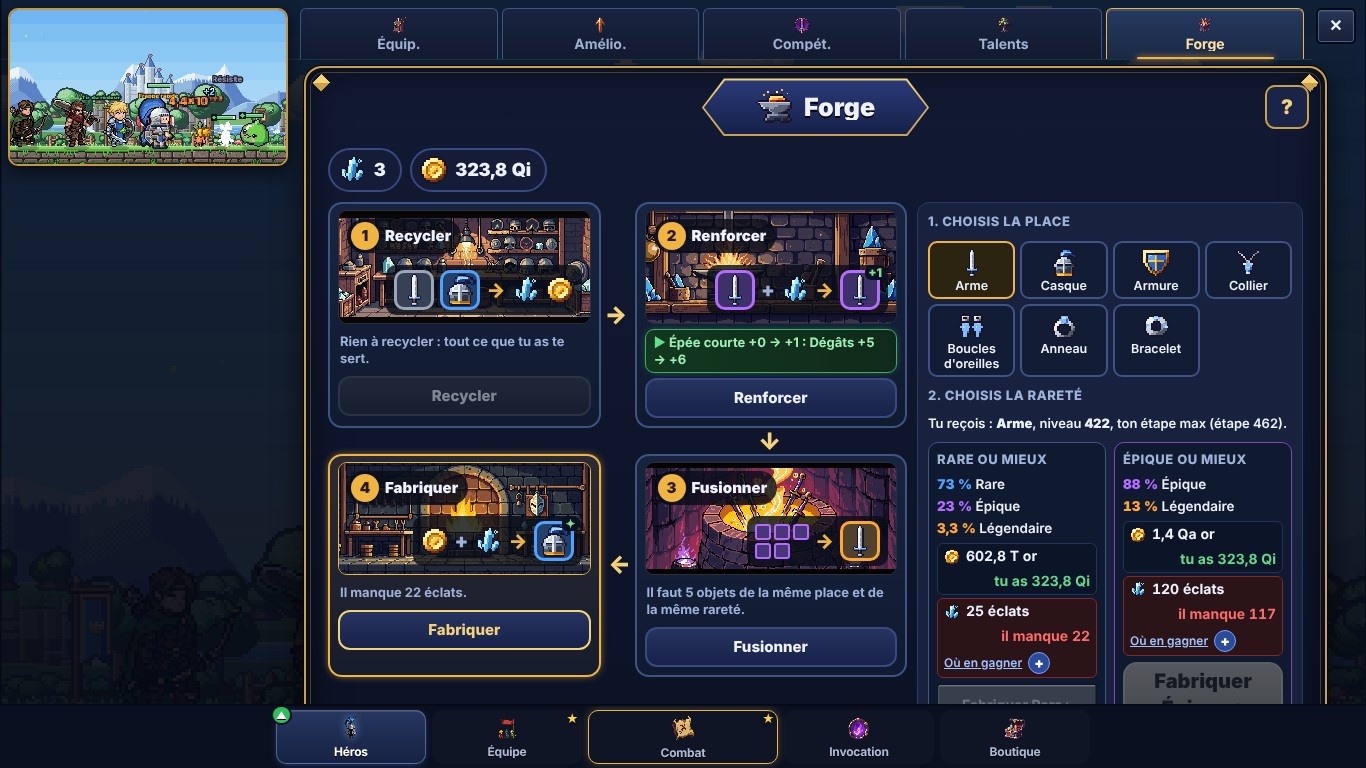 Équip.
Amélio.
Compét.
Talents
Forge
×
Résiste
Forge
?
3
323,8 Qi
1 Recycler
Rien à recycler : tout ce que tu as te
sert.
Recycler
2 Renforcer
+1
▶ Épée courte +0 → +1 : Dégâts +5
→ +6
Renforcer
4 Fabriquer
Il manque 22 éclats.
Fabriquer
3 Fusionner
Il faut 5 objets de la même place et de
la même rareté.
Fusionner
1. CHOISIS LA PLACE
Arme
Casque
Armure
Collier
Boucles
d'oreilles
Anneau
Bracelet
2. CHOISIS LA RARETÉ
Tu reçois : Arme, niveau 422, ton étape max (étape 462).
RARE OU MIEUX
73 % Rare
23 % Épique
3,3 % Légendaire
602,8 T or
tu as 323,8 Qi
25 éclats
il manque 22
Où en gagner +
ÉPIQUE OU MIEUX
88 % Épique
13 % Légendaire
1,4 Qa or
tu as 323,8 Qi
120 éclats
il manque 117
Où en gagner +
Fabriquer
Héros
Équipe
Combat
Invocation
Boutique